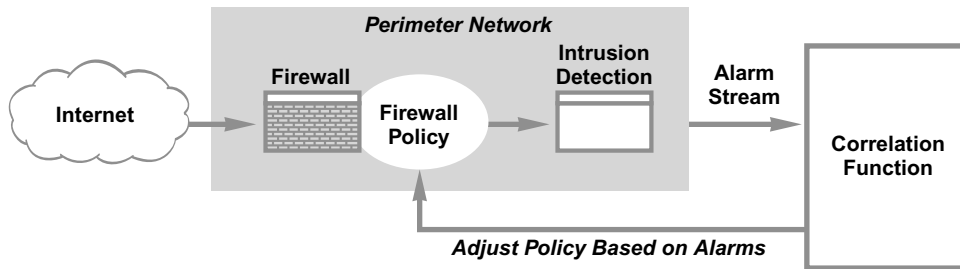 Perimeter Network
Internet
Firewall
Firewall
Policy
Intrusion
Detection
Alarm
Stream
Correlation
Function
Adjust Policy Based on Alarms